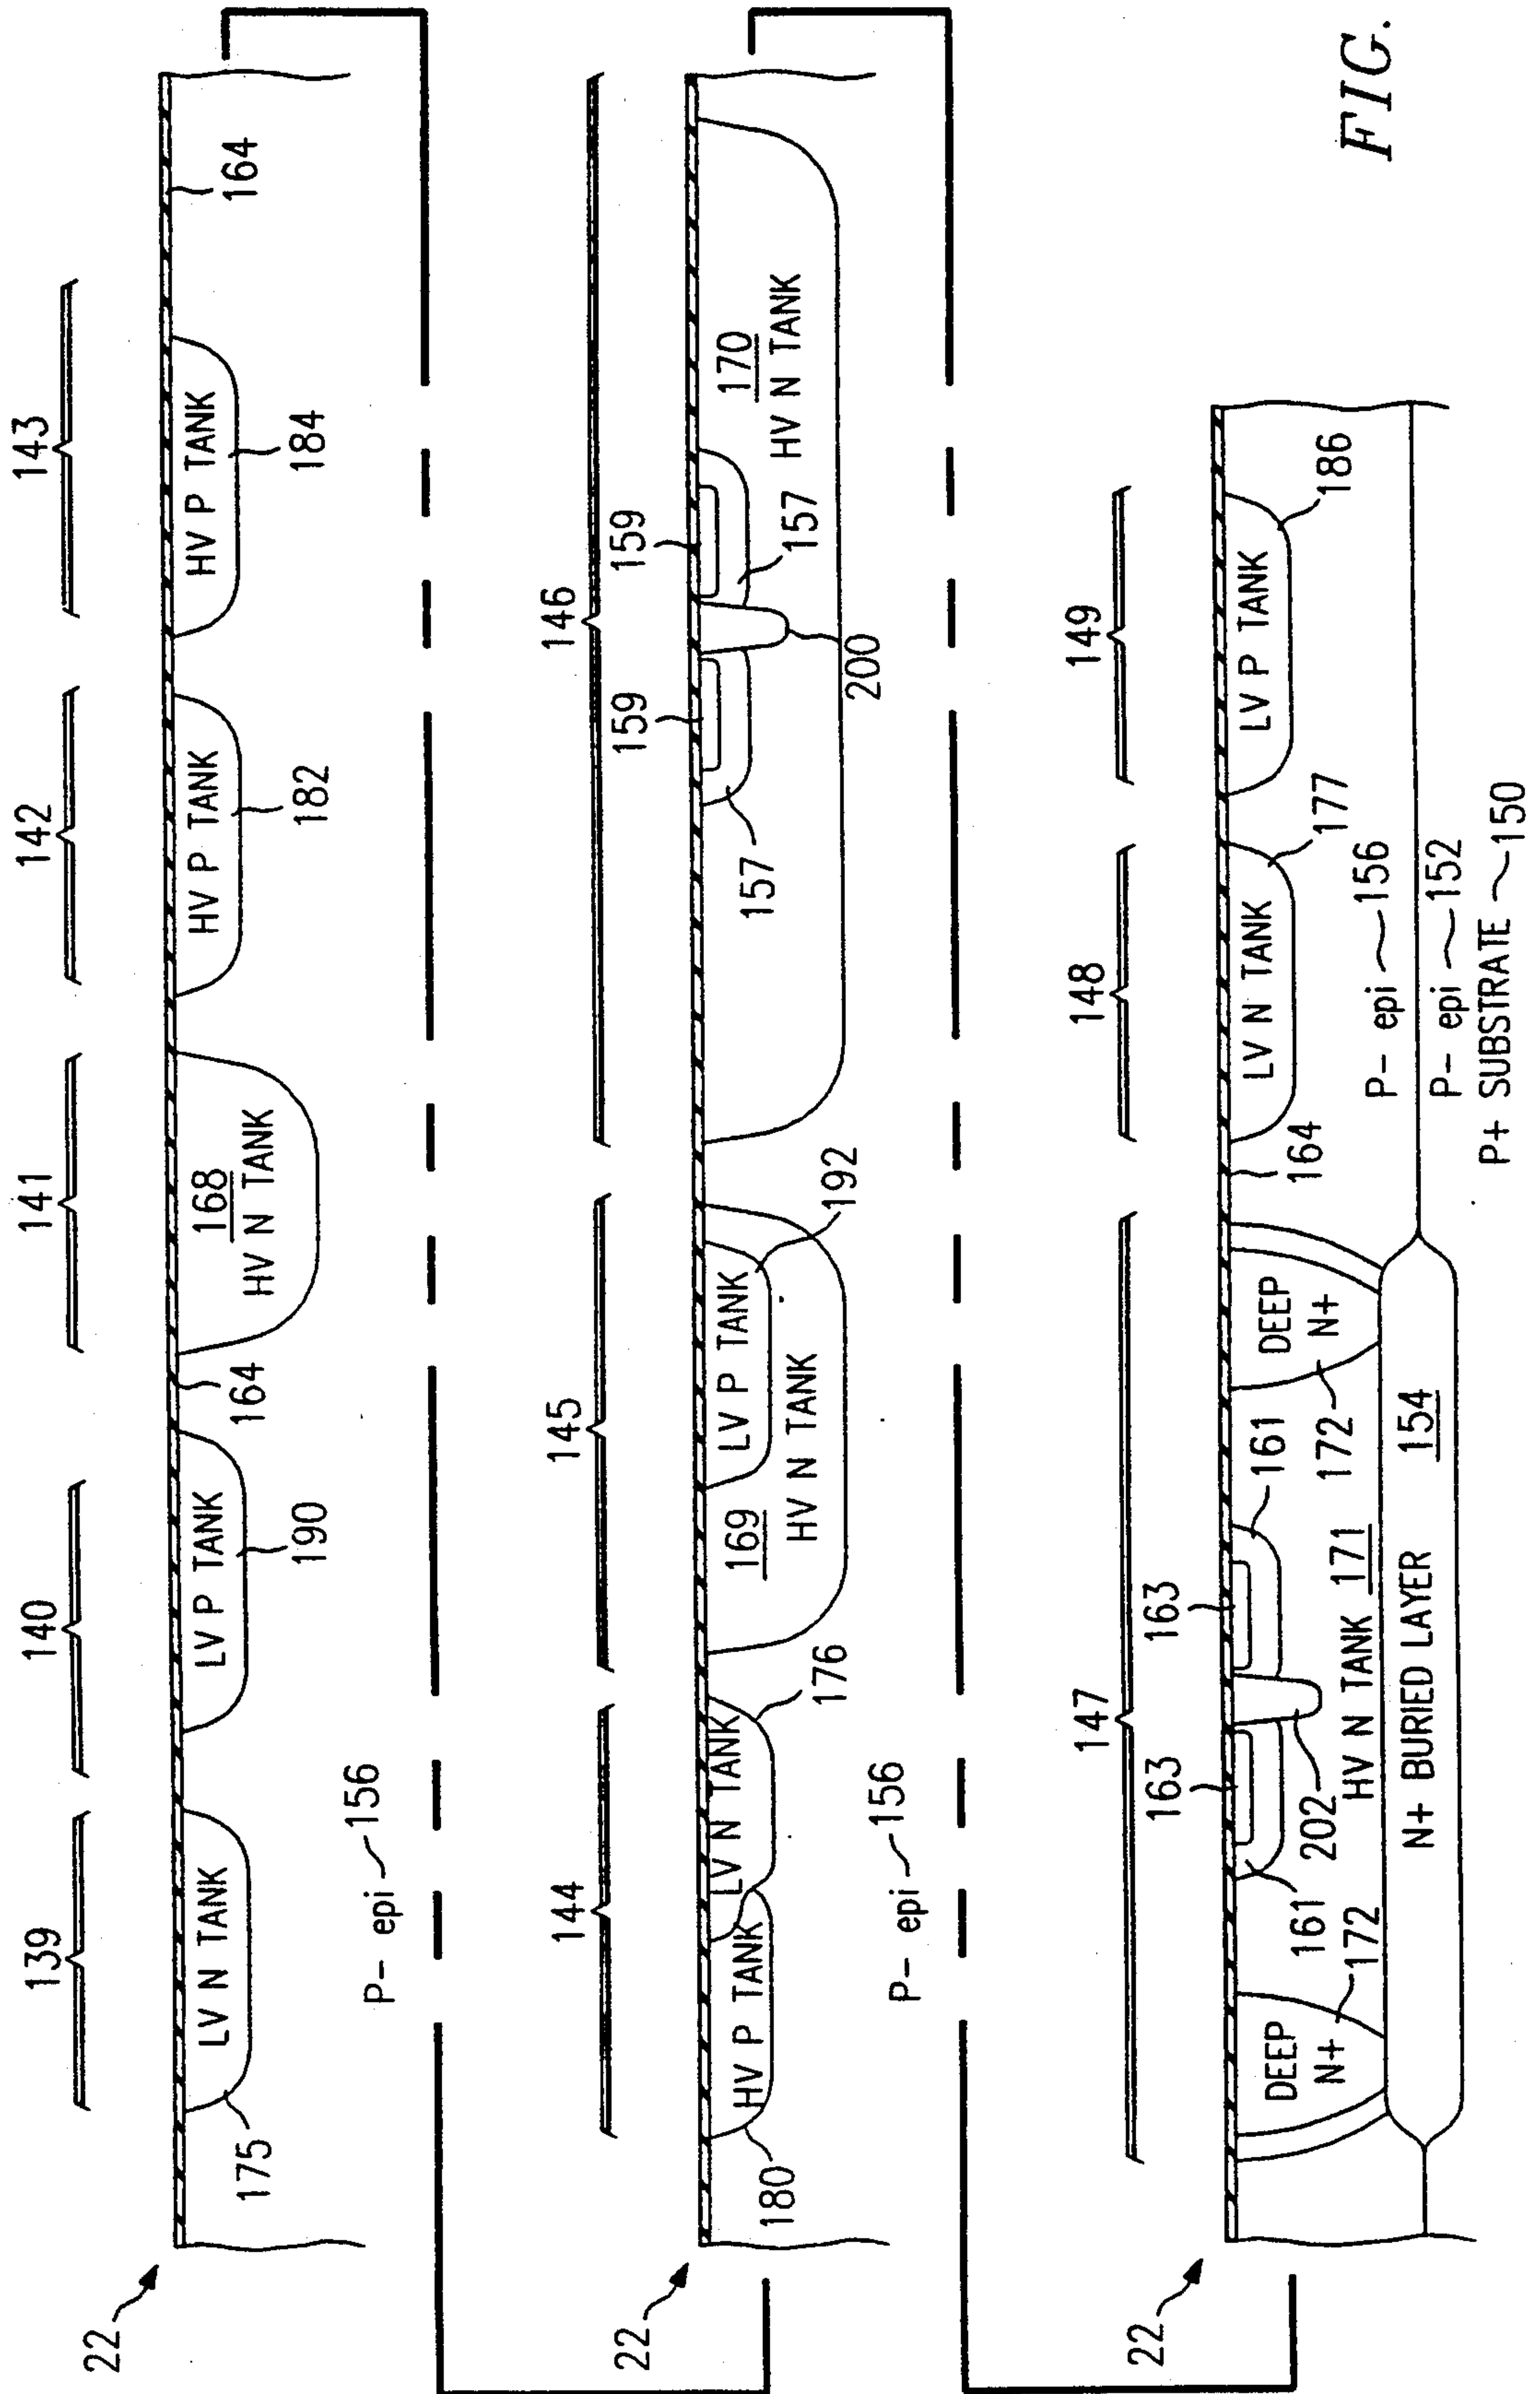 139
140
141
142
143
22
LV N TANK
LV P TANK
168
HV N TANK
HV P TANK
HV P TANK
175
190
164
182
184
164
P- epi 156
144
145
146
22
159
159
HV P TANK
LV N TANK
LV P TANK
169
HV N TANK
170
HV N TANK
180
176
192
157
157
200
P- epi 156
147
148
149
22
163
163
DEEP
N+
161
161
172
202
172
DEEP
N+
164
LV N TANK
LV P TANK
177
186
HV N TANK 171
N+ BURIED LAYER 154
P- epi 156
P- epi 152
P+ SUBSTRATE 150
FIG.